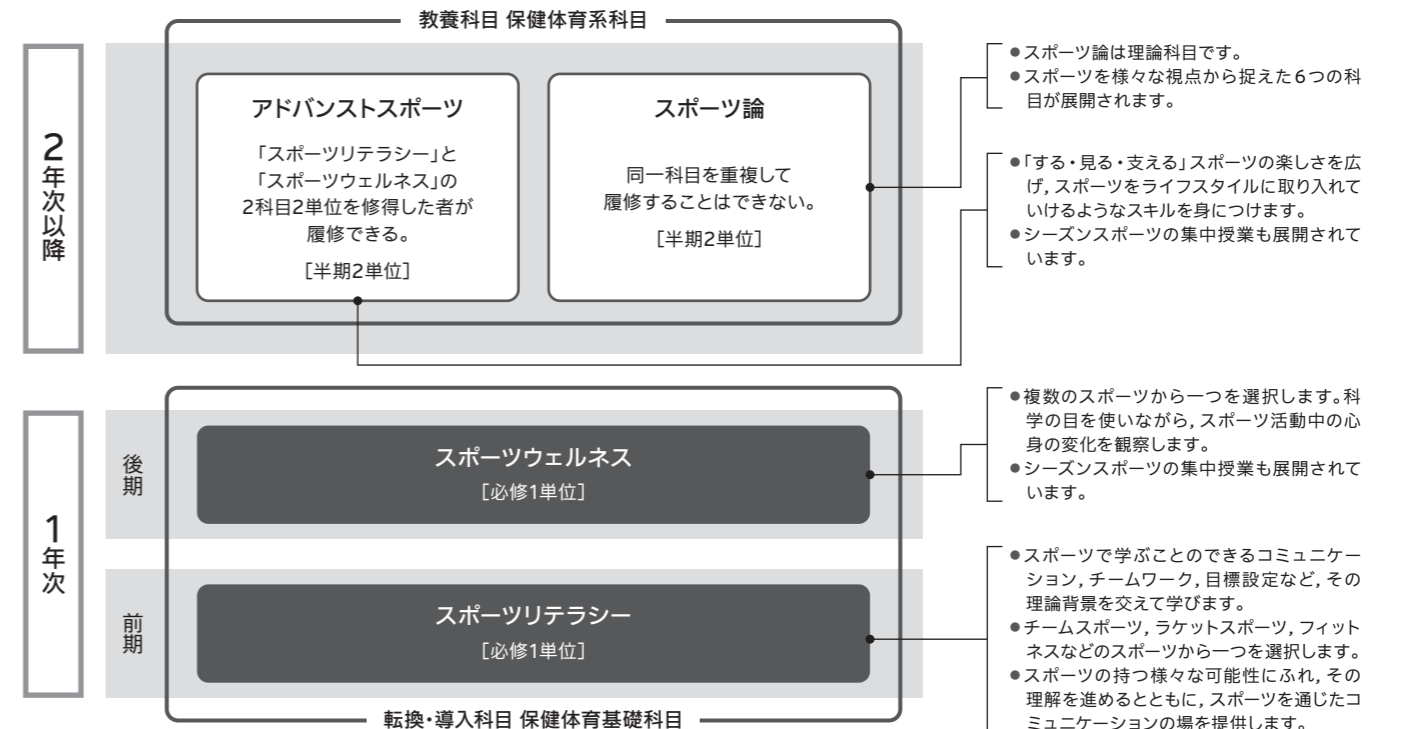 教養科目 保健体育系科目
2年次以降
アドバンストスポーツ
「スポーツリテラシー」と
「スポーツウェルネス」の
2科目2単位を修得した者が
履修できる。
［半期2単位］
スポーツ論
同一科目を重複して
履修することはできない。
［半期2単位］
●スポーツ論は理論科目です。
●スポーツを様々な視点から捉えた6つの科
目が展開されます。
●「する・見る・支える」スポーツの楽しさを広
げ, スポーツをライフスタイルに取り入れて
いけるようなスキルを身につけます。
●シーズンスポーツの集中授業も展開されて
います。
1年次
後期
スポーツウェルネス
［必修1単位］
●複数のスポーツから一つを選択します。科
学の目を使いながら, スポーツ活動中の心
身の変化を観察します。
●シーズンスポーツの集中授業も展開されて
います。
前期
スポーツリテラシー
［必修1単位］
●スポーツで学ぶことのできるコミュニケー
ション, チームワーク, 目標設定など, その
理論背景を交えて学びます。
●チームスポーツ, ラケットスポーツ, フィット
ネスなどのスポーツから一つを選択します。
●スポーツの持つ様々な可能性にふれ, その
理解を進めるとともに, スポーツを通じたコ
ミュニケーションの場を提供します。
転換・導入科目 保健体育基礎科目